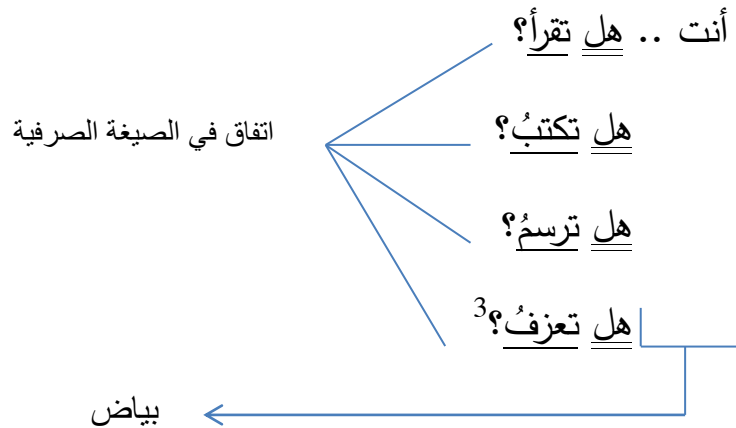 أنت .. هل تقرأ؟
هل تكتبُ؟
اتفاق في الصيغة الصرفية
هل ترسمُ؟
هل تعزفُ؟3
بياض